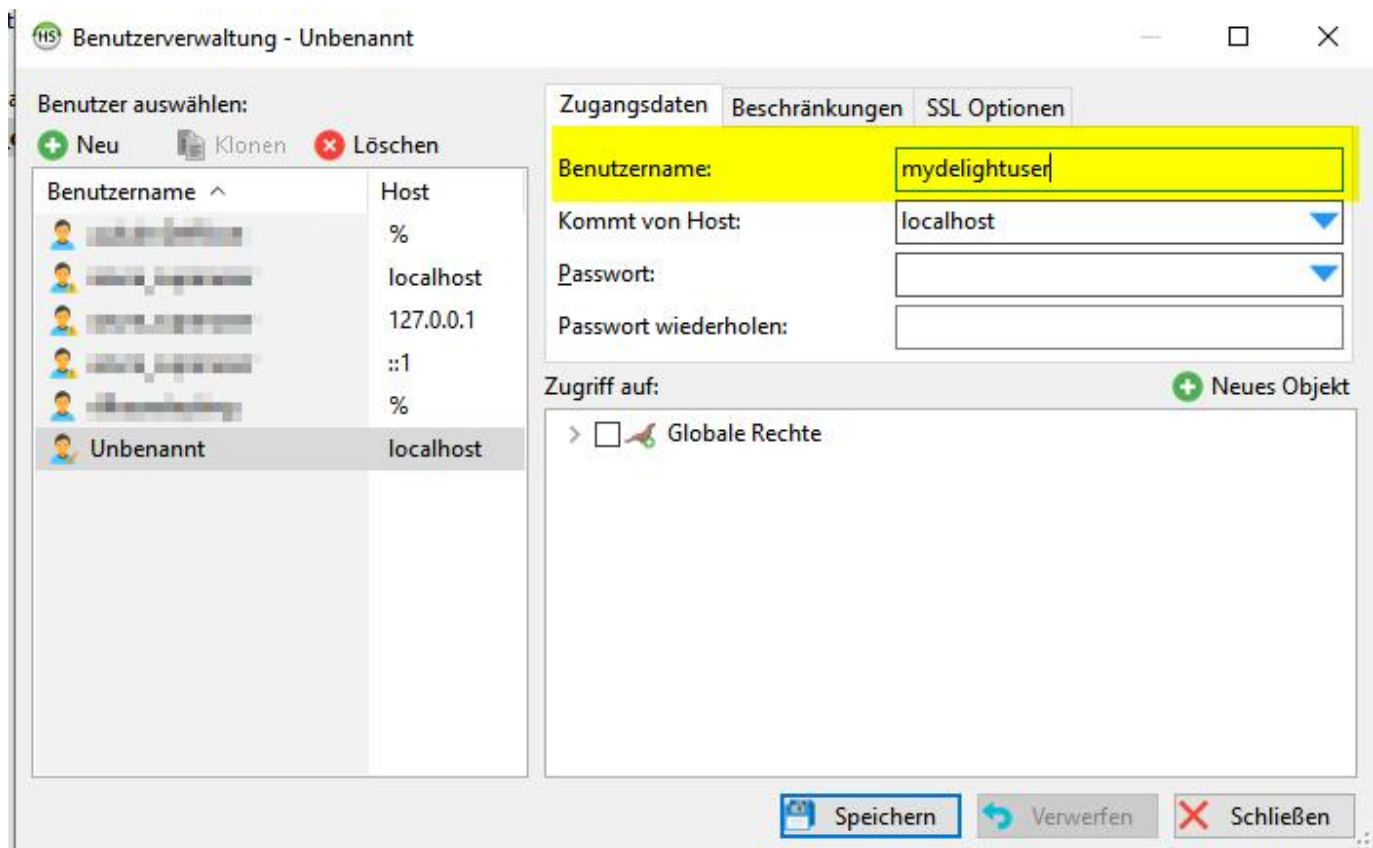 HS Benutzerverwaltung - Unbenannt
Benutzer auswählen:
Neu Klonen Löschen
Benutzername Host
%
localhost
127.0.0.1
::1
%
Unbenannt localhost
Zugangsdaten Beschränkungen SSL Optionen
Benutzername: mydelightuser
Kommt von Host: localhost
Passwort:
Passwort wiederholen:
Zugriff auf: Neues Objekt
Globale Rechte
Speichern Verwerfen Schließen